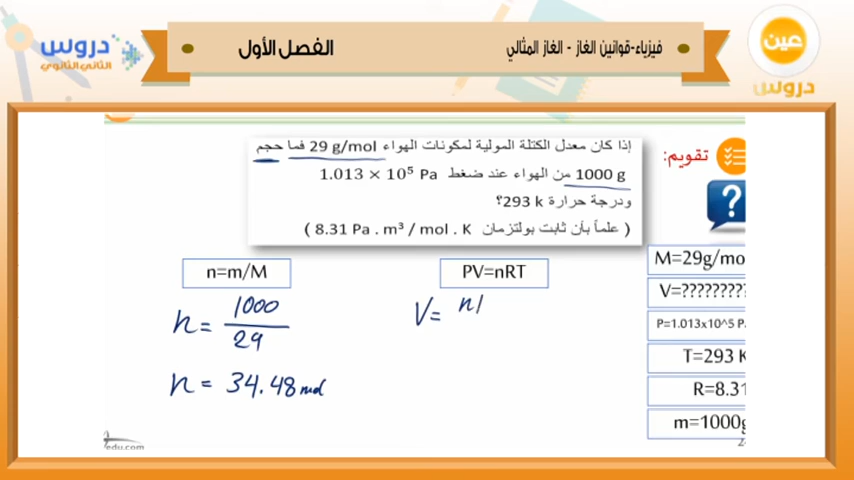 دروس
الثاني الثانوي
الفصل الأول
فيزياء-قوانين الغاز - الغاز المثالي
عين
دروس
تقويم:
إذا كان معدل الكتلة المولية لمكونات الهواء 29 g/mol فما حجم
1000 g من الهواء عند ضغط 1.013 × 10⁵ Pa
ودرجة حرارة 293 k؟
( علماً بأن ثابت بولتزمان 8.31 Pa . m³ / mol . K )
?
n=m/M
PV=nRT
n = 1000
29
n = 34.48 mol
V =
M=29g/mo
V=?????????
P=1.013x10^5 P
T=293 K
R=8.31
m=1000g
edu.com